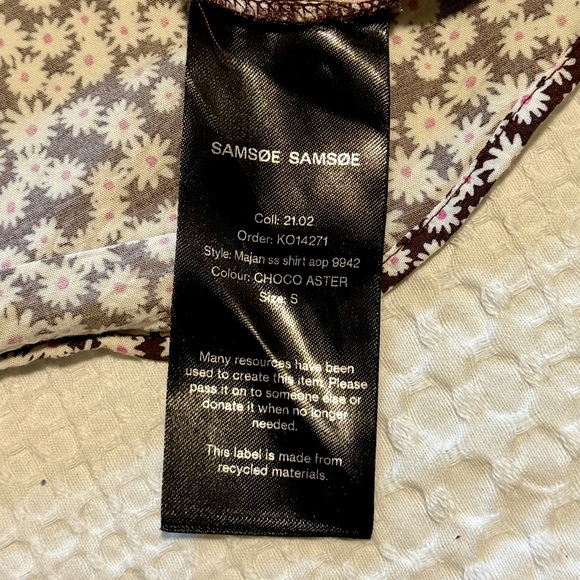 SAMSØE SAMSØE
Coll: 21.02
Order: KO14271
Style: Majan ss shirt aop 9942
Colour: CHOCO ASTER
Size: S
Many resources have been
used to create this item. Please
pass it on to someone else or
donate it when no longer
needed.
This label is made from
recycled materials.